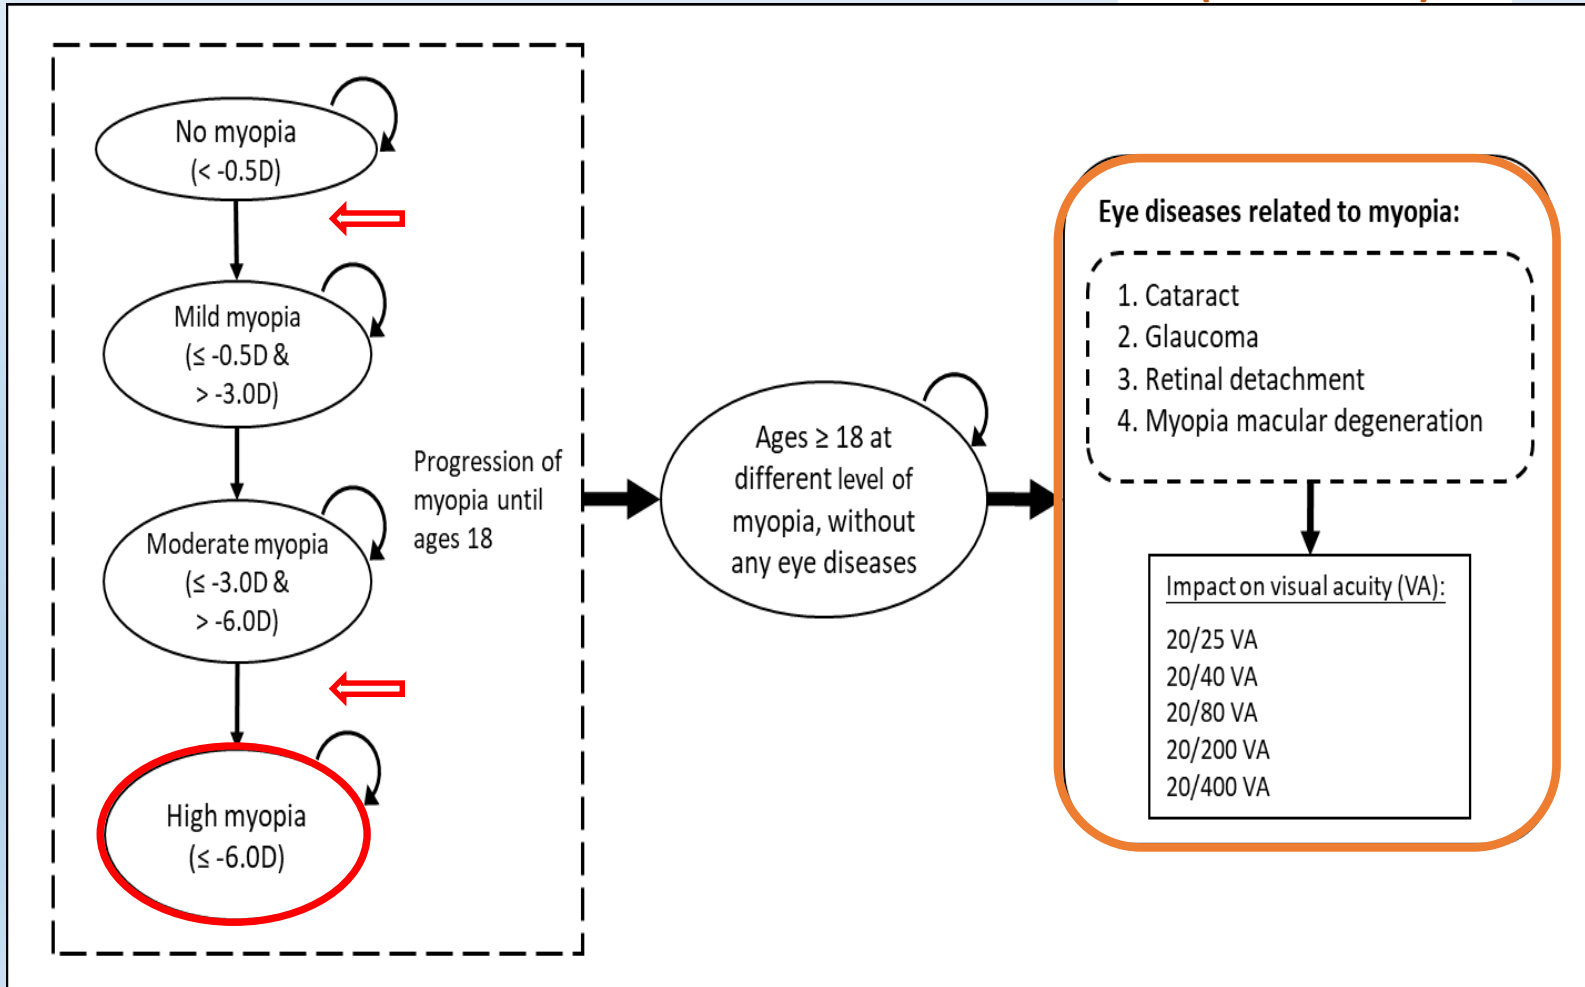 No myopia
(< -0.5D)
Mild myopia
(≤ -0.5D &
> -3.0D)
Moderate myopia
(≤ -3.0D &
> -6.0D)
High myopia
(≤ -6.0D)
Progression of
myopia until
ages 18
Ages ≥ 18 at
different level of
myopia, without
any eye diseases
Eye diseases related to myopia:
1. Cataract
2. Glaucoma
3. Retinal detachment
4. Myopia macular degeneration
Impact on visual acuity (VA):
20/25 VA
20/40 VA
20/80 VA
20/200 VA
20/400 VA